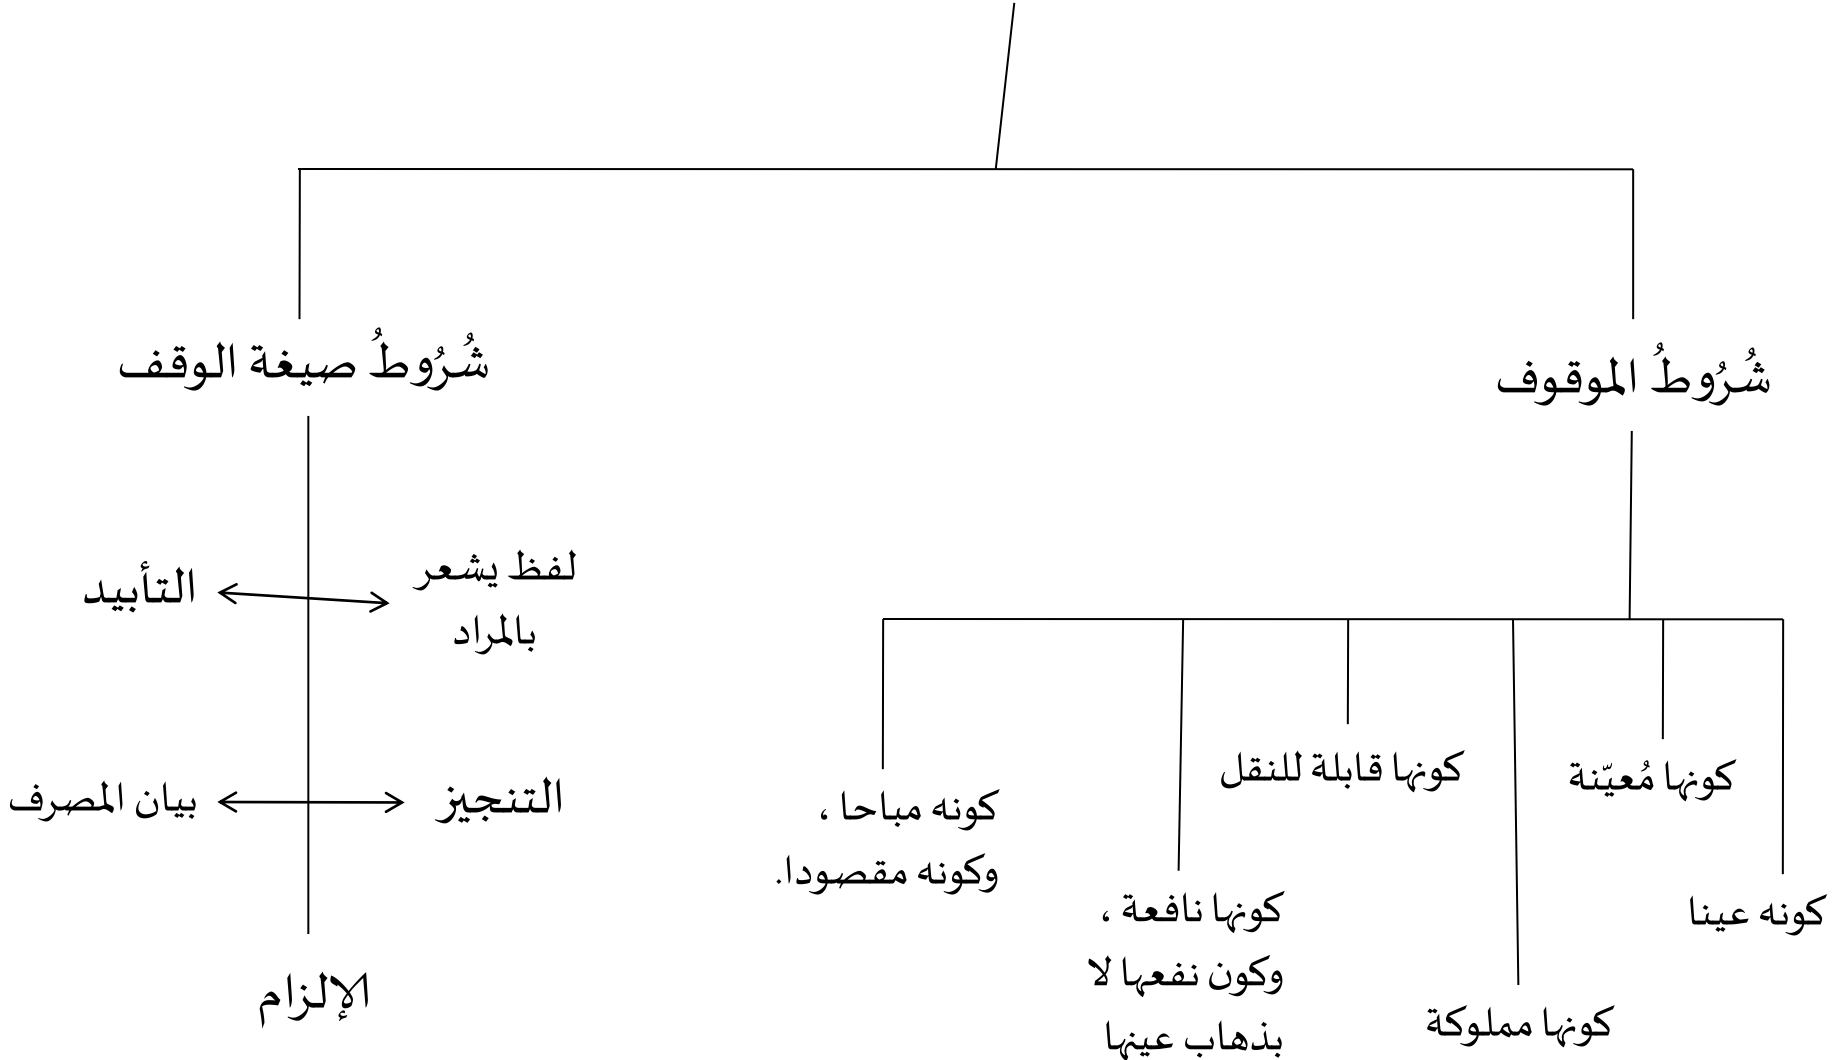 شُرُوطُ الموقوف
كونه عينا
كونها مُعيّنة
كونها مملوكة
كونها قابلة للنقل
كونها نافعة ،
وكون نفعها لا
بذهاب عينها
كونه مباحا ،
وكونه مقصودا.
شُرُوطُ صيغة الوقف
لفظ يشعر
بالمراد
التأبيد
التنجيز
بيان المصرف
الإلزام